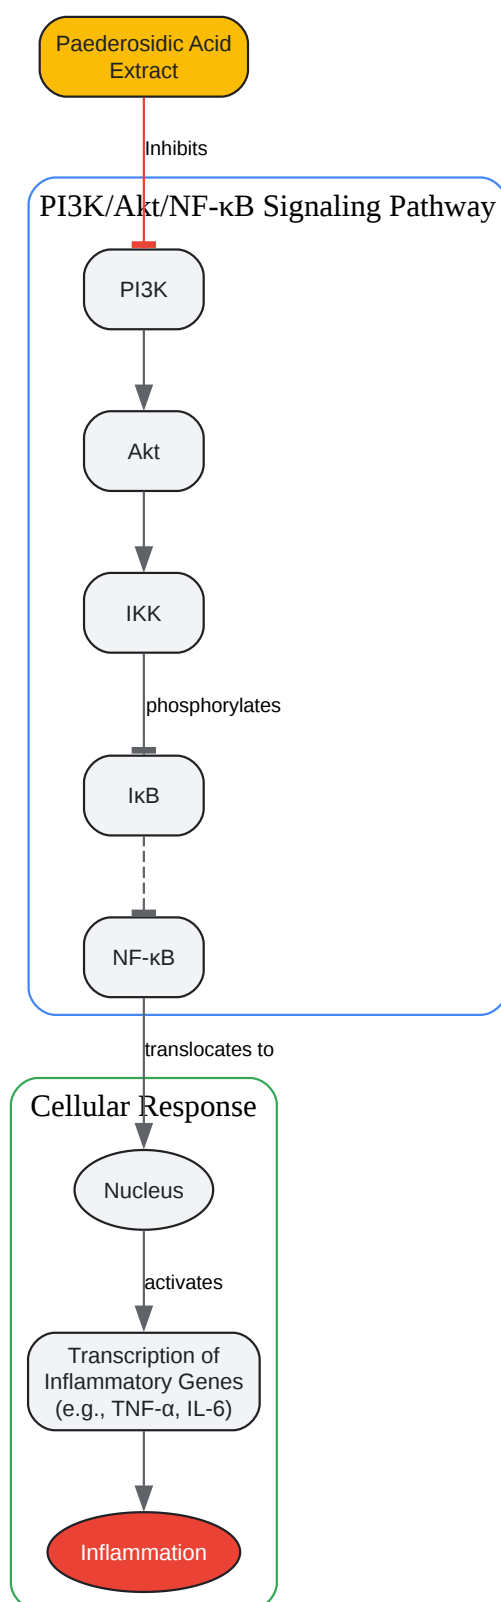 Paederosidic Acid
Extract
Inhibits
PI3K/Akt/NF-κB Signaling Pathway
PI3K
Akt
IKK
phosphorylates
IκB
NF-κB
translocates to
Cellular Response
Nucleus
activates
Transcription of
Inflammatory Genes
(e.g., TNF-α, IL-6)
Inflammation